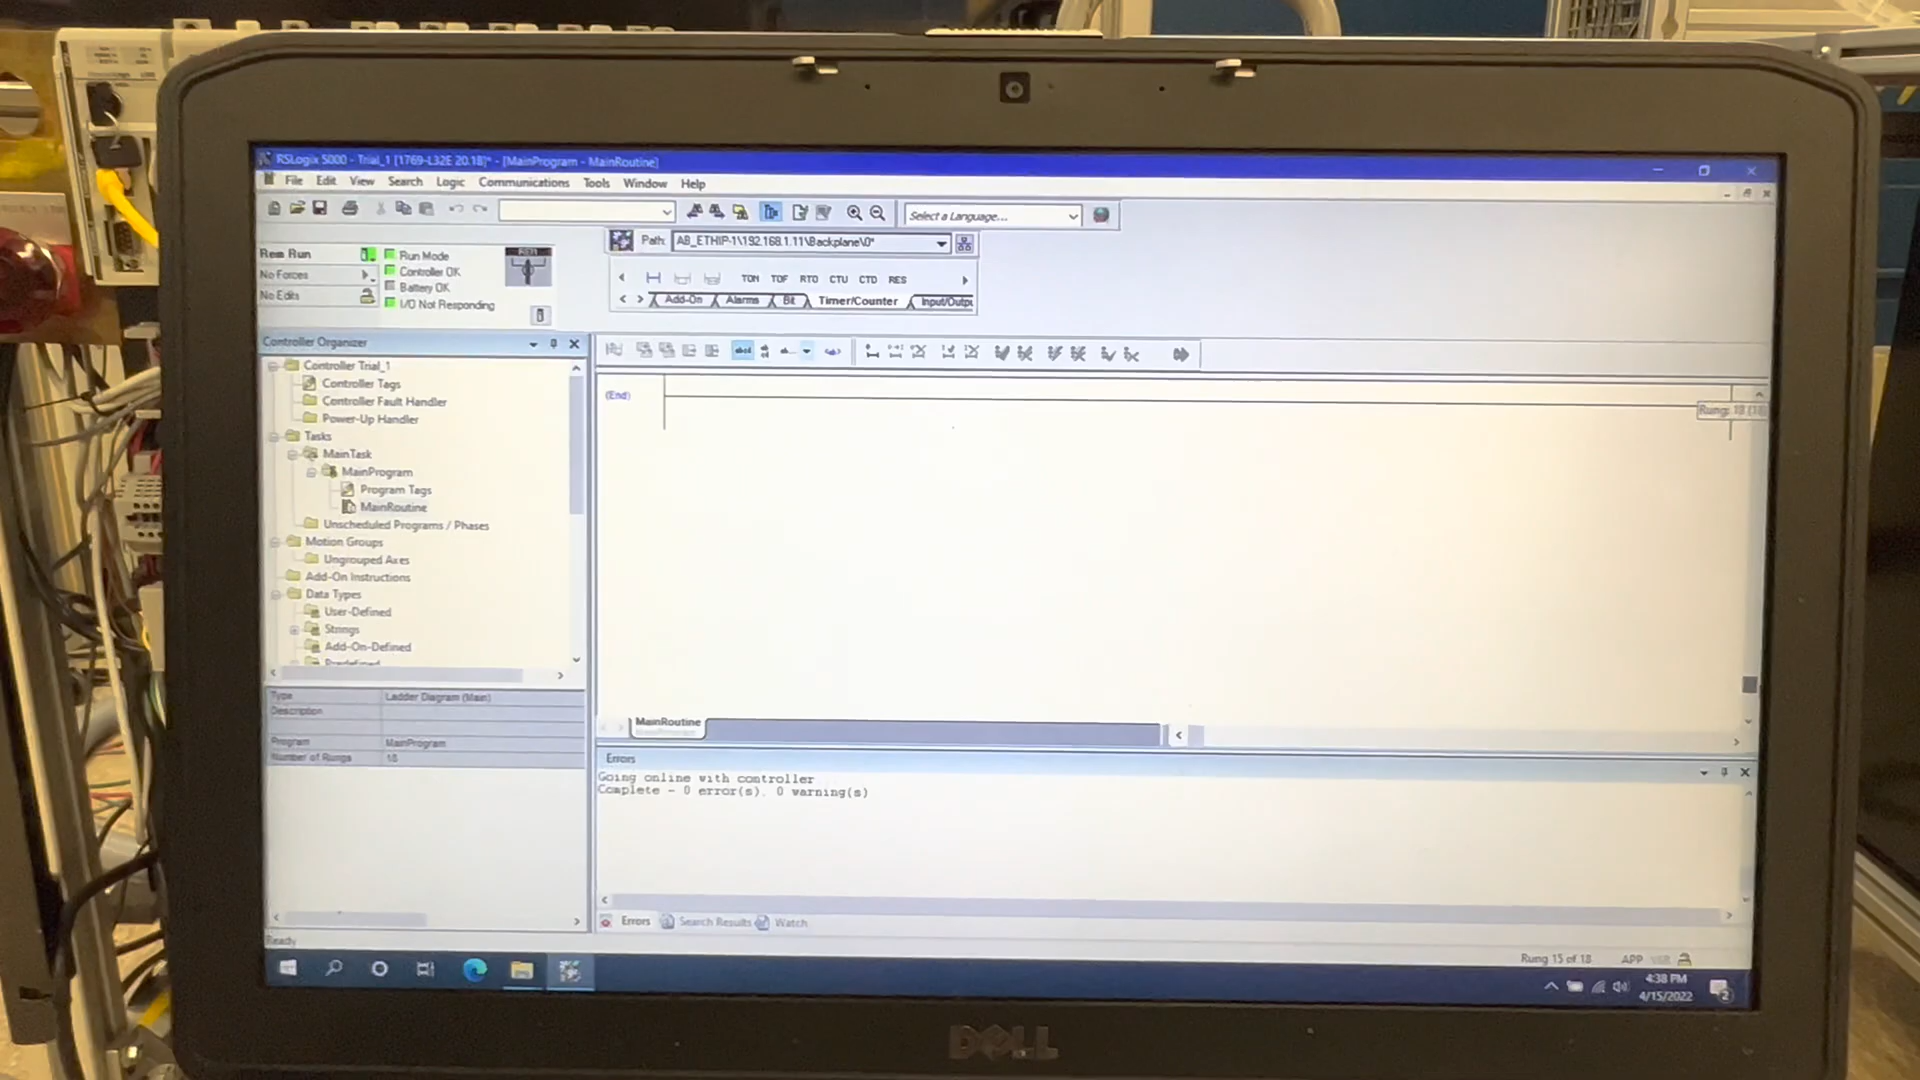 RSLogix 5000 - Trial_1 [1769-L32E 20.18]* - [MainProgram - MainRoutine]
File Edit View Search Logic Communications Tools Window Help
Select a Language...
Path: AB_ETHIP-1\192.168.1.11\Backplane\0*
Rem Run
No Forces
No Edits
Run Mode
Controller OK
Battery OK
I/O Not Responding
REM
TON TOF RTO CTU CTD RES
Add-On Alarms Bit Timer/Counter Input/Outpu
Controller Organizer
Controller Trial_1
Controller Tags
Controller Fault Handler
Power-Up Handler
Tasks
MainTask
MainProgram
Program Tags
MainRoutine
Unscheduled Programs / Phases
Motion Groups
Ungrouped Axes
Add-On Instructions
Data Types
User-Defined
Strings
Add-On-Defined
Predefined
Type Ladder Diagram (Main)
Description
Program MainProgram
Number of Rungs 18
Ready
(End)
Rung: 18 (18)
MainRoutine
Errors
Going online with controller
Complete - 0 error(s), 0 warning(s)
Errors Search Results Watch
Rung 15 of 18 APP VER
4:38 PM
4/15/2022
2
DELL